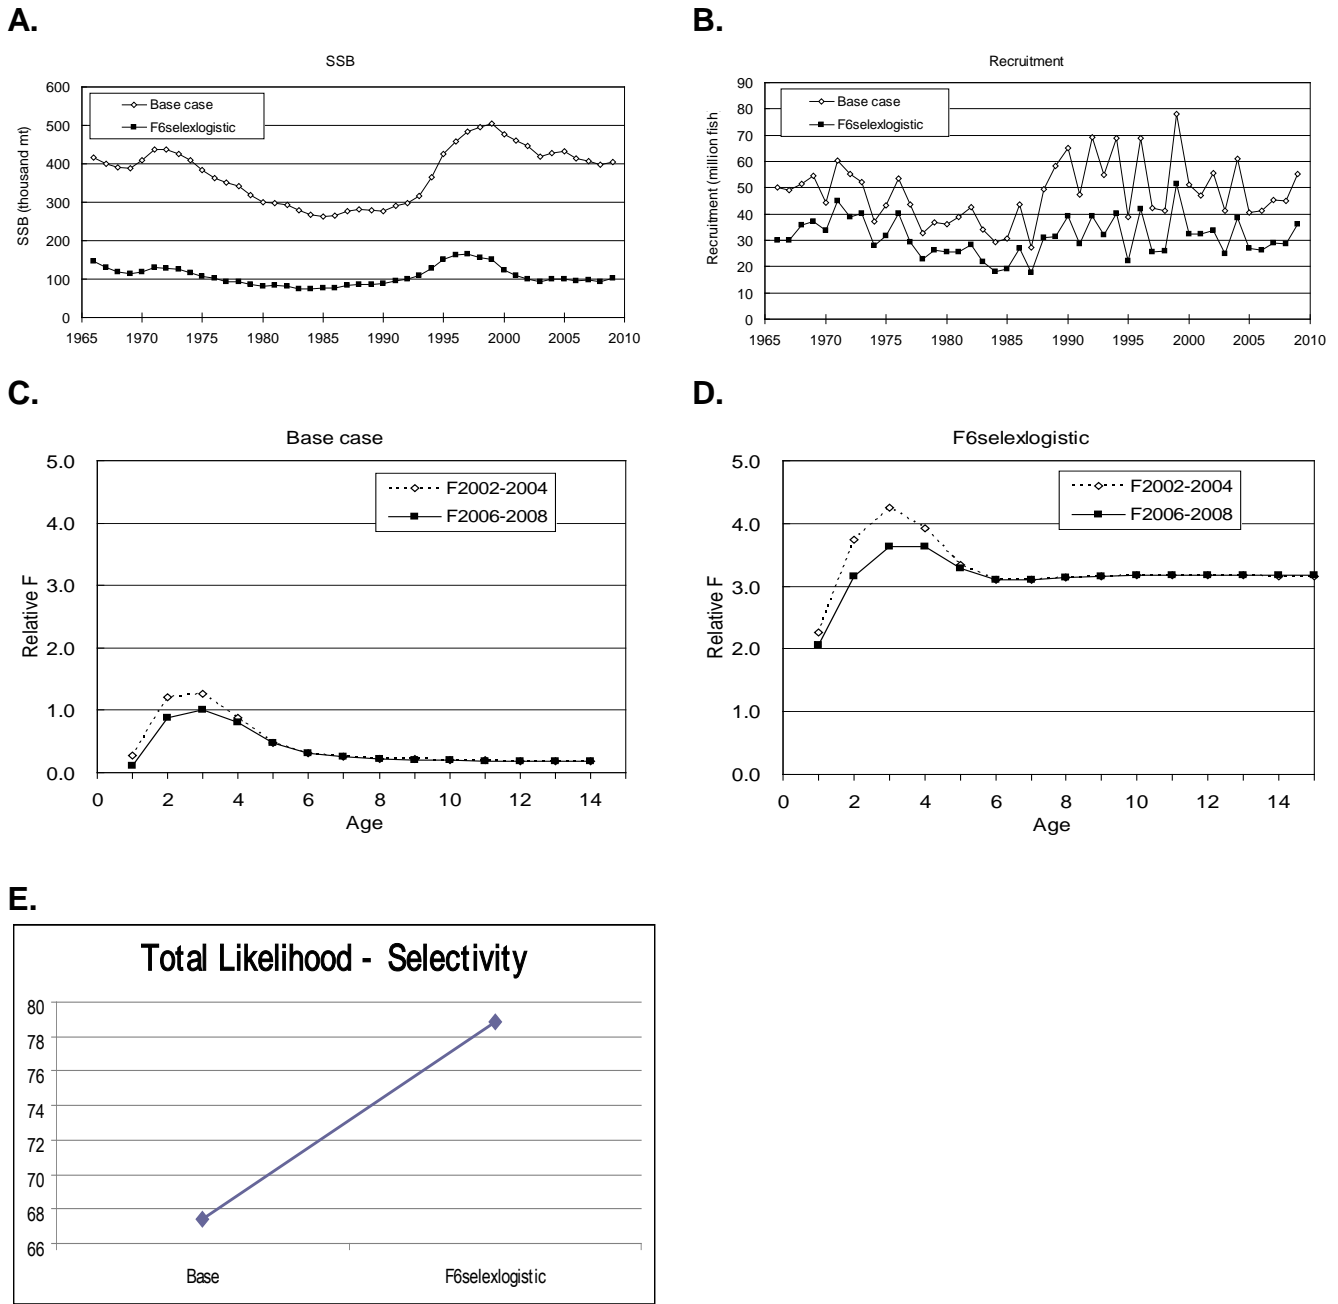 A.
SSB
600
500
400
300
200
100
0
SSB (thousand mt)
Base case
F6selexlogistic
1965 1970 1975 1980 1985 1990 1995 2000 2005 2010
B.
Recruitment
90
80
70
60
50
40
30
20
10
0
Recruitment (million fish
Base case
F6selexlogistic
1965 1970 1975 1980 1985 1990 1995 2000 2005 2010
C.
Base case
5.0
4.0
3.0
2.0
1.0
0.0
Relative F
F2002-2004
F2006-2008
0 2 4 6 8 10 12 14
Age
D.
F6selexlogistic
5.0
4.0
3.0
2.0
1.0
0.0
Relative F
F2002-2004
F2006-2008
0 2 4 6 8 10 12 14
Age
E.
Total Likelihood - Selectivity
80
78
76
74
72
70
68
66
Base F6selexlogistic